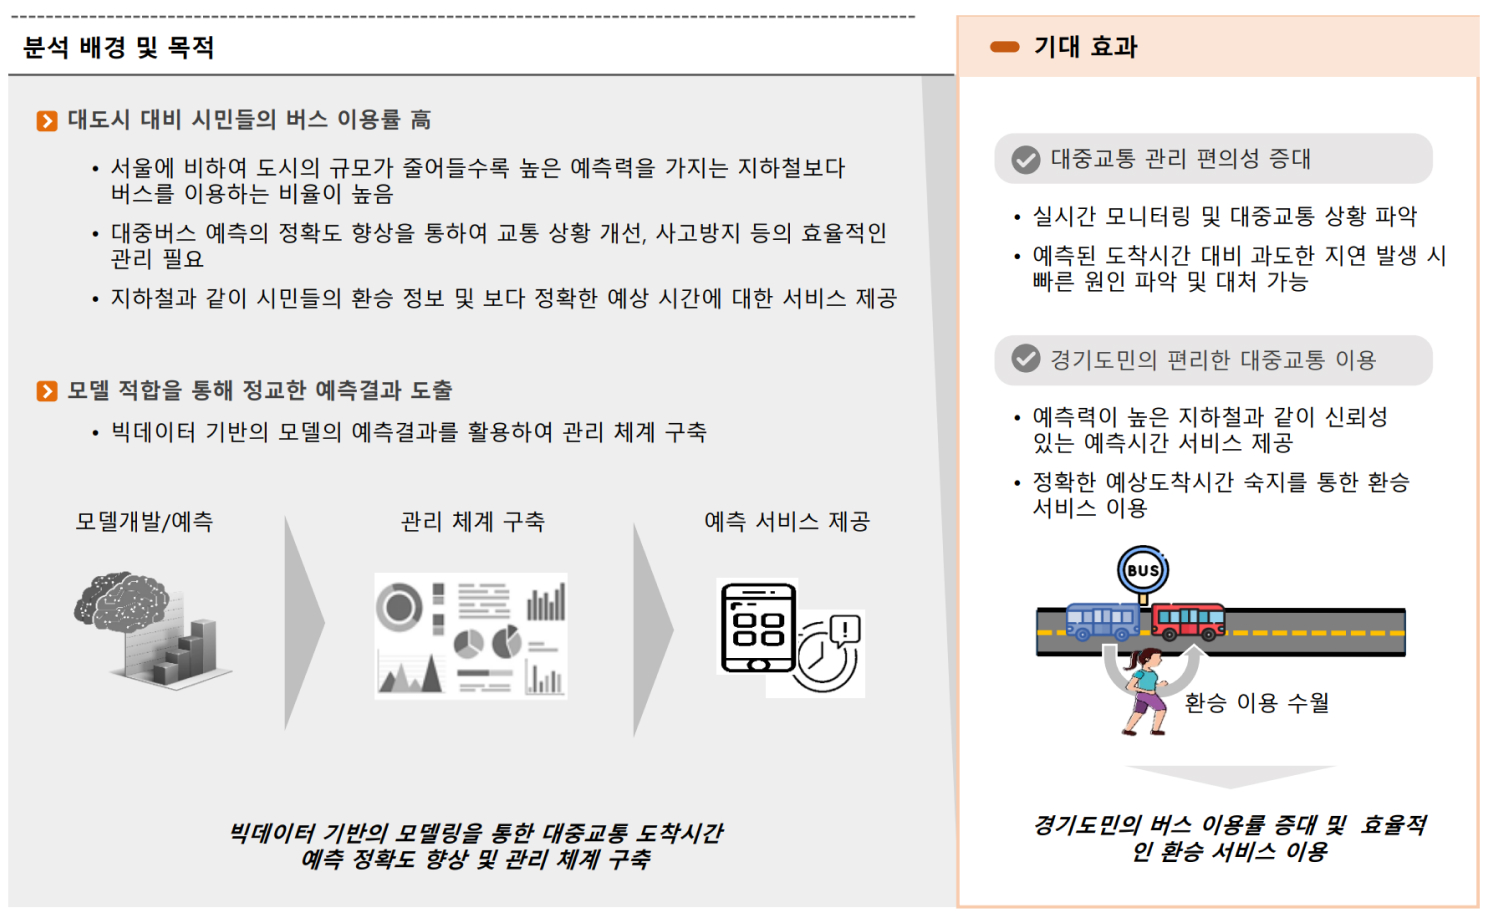 분석 배경 및 목적
대도시 대비 시민들의 버스 이용률 高
• 서울에 비하여 도시의 규모가 줄어들수록 높은 예측력을 가지는 지하철보다
버스를 이용하는 비율이 높음
• 대중버스 예측의 정확도 향상을 통하여 교통 상황 개선, 사고방지 등의 효율적인
관리 필요
• 지하철과 같이 시민들의 환승 정보 및 보다 정확한 예상 시간에 대한 서비스 제공
모델 적합을 통해 정교한 예측결과 도출
• 빅데이터 기반의 모델의 예측결과를 활용하여 관리 체계 구축
모델개발/예측
관리 체계 구축
예측 서비스 제공
빅데이터 기반의 모델링을 통한 대중교통 도착시간
예측 정확도 향상 및 관리 체계 구축
기대 효과
대중교통 관리 편의성 증대
• 실시간 모니터링 및 대중교통 상황 파악
• 예측된 도착시간 대비 과도한 지연 발생 시
빠른 원인 파악 및 대처 가능
경기도민의 편리한 대중교통 이용
• 예측력이 높은 지하철과 같이 신뢰성
있는 예측시간 서비스 제공
• 정확한 예상도착시간 숙지를 통한 환승
서비스 이용
BUS
환승 이용 수월
경기도민의 버스 이용률 증대 및 효율적
인 환승 서비스 이용